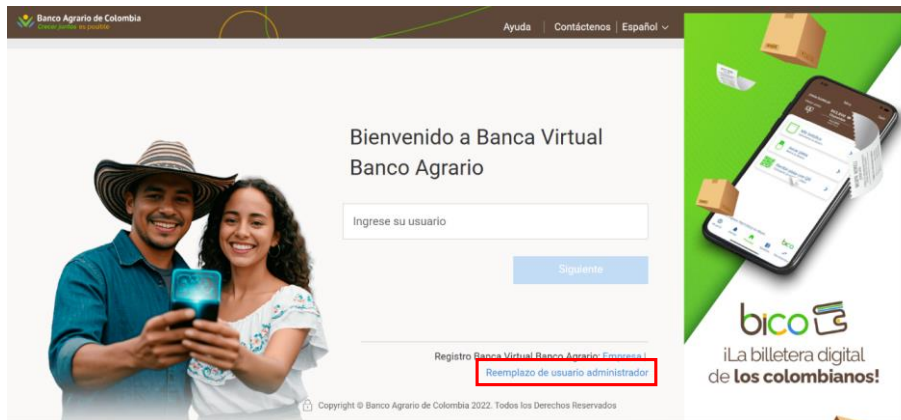 Banco Agrario de Colombia
Crecer juntos es posible
Ayuda | Contáctenos | Español
Bienvenido a Banca Virtual
Banco Agrario
Ingrese su usuario
Siguiente
Registro Banca Virtual Banco Agrario: Empresa |
Reemplazo de usuario administrador
Copyright © Banco Agrario de Colombia 2022. Todos los Derechos Reservados
bico
bico
¡La billetera digital
de los colombianos!